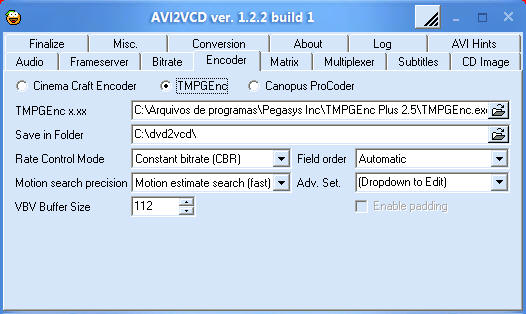 AVI2VCD ver. 1.2.2 build 1
Finalize Misc. Conversion About Log AVI Hints
Audio Frameserver Bitrate Encoder Matrix Multiplexer Subtitles CD Image
Cinema Craft Encoder TMPGEnc Canopus ProCoder
TMPGEnc x.xx C:\Arquivos de programas\Pegasys Inc\TMPGEnc Plus 2.5\TMPGEnc.exe
Save in Folder C:\dvd2vcd\
Rate Control Mode Constant bitrate (CBR) Field order Automatic
Motion search precision Motion estimate search (fast) Adv. Set. (Dropdown to Edit)
VBV Buffer Size 112 Enable padding